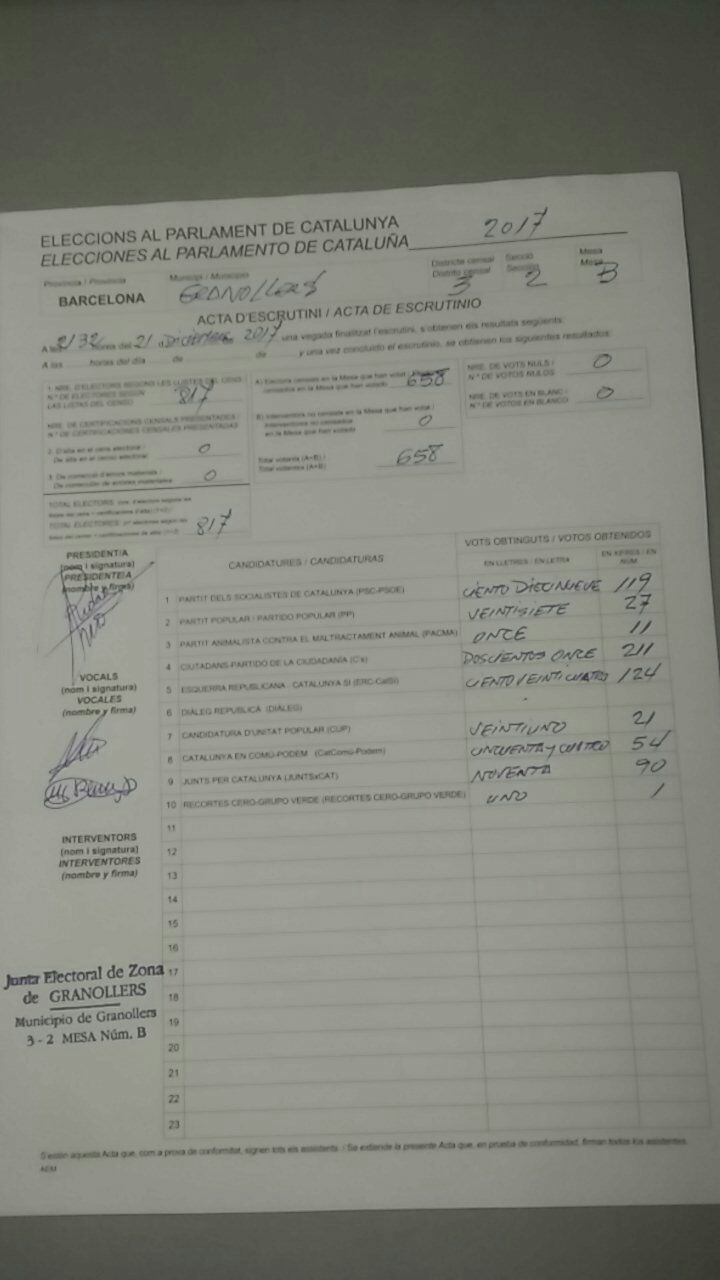 ELECCIONS AL PARLAMENT DE CATALUNYA
ELECCIONES AL PARLAMENTO DE CATALUÑA 2017
Província / Provincia
BARCELONA
Municipi / Municipio
GRANOLLERS
Districte censal
Distrito censal 3
Secció
Sección 2
Mesa
Mesa B
ACTA D'ESCRUTINI / ACTA DE ESCRUTINIO
A les hores del 21 Diciembre 2017 una vegada finalitzat l'escrutini, s'obtenen els resultats següents:
A las horas del día de de y una vez concluido el escrutinio, se obtienen los siguientes resultados:
1. NRE. D'ELECTORS SEGONS LES LLISTES DEL CENS
N.º DE ELECTORES SEGÚN
LAS LISTAS DEL CENSO 817
NRE. DE CERTIFICACIONS CENSALS PRESENTADES /
N.º DE CERTIFICACIONES CENSALES PRESENTADAS
2. D'alta en el cens electoral /
De alta en el censo electoral 0
3. De correcció d'errors materials /
De corrección de errores materiales 0
TOTAL ELECTORS:
TOTAL ELECTORES: 817
A) Electors censats en la Mesa que han votat
censados en la Mesa que han votado 658
B) Interventors no censats en la Mesa que han votat /
Interventores no censados
en la Mesa que han votado 0
Total votants (A+B) /
Total votantes (A+B) 658
NRE. DE VOTS NULS /
N.º DE VOTOS NULOS 0
NRE. DE VOTS EN BLANC /
N.º DE VOTOS EN BLANCO 0
PRESIDENT/A
(nom i signatura)
PRESIDENTE/A
(nombre y firma)
VOCALS
(nom i signatura)
VOCALES
(nombre y firma)
INTERVENTORS
(nom i signatura)
INTERVENTORES
(nombre y firma)
Junta Electoral de Zona
de GRANOLLERS
Municipio de Granollers
3 - 2 MESA Núm. B
CANDIDATURES / CANDIDATURAS
VOTS OBTINGUTS / VOTOS OBTENIDOS
EN LLETRES / EN LETRA
EN XIFRES / EN NÚM.
1 PARTIT DELS SOCIALISTES DE CATALUNYA (PSC-PSOE) CIENTO DIECINUEVE 119
2 PARTIT POPULAR / PARTIDO POPULAR (PP) VEINTISIETE 27
3 PARTIT ANIMALISTA CONTRA EL MALTRACTAMENT ANIMAL (PACMA) ONCE 11
4 CIUTADANS-PARTIDO DE LA CIUDADANÍA (C's) DOSCIENTOS ONCE 211
5 ESQUERRA REPUBLICANA - CATALUNYA SÍ (ERC-CatSí) CIENTO VEINTICUATRO 124
6 DIÀLEG REPUBLICÀ (DIÀLEG)
7 CANDIDATURA D'UNITAT POPULAR (CUP) VEINTIUNO 21
8 CATALUNYA EN COMÚ-PODEM (CatComú-Podem) CINCUENTA Y CUATRO 54
9 JUNTS PER CATALUNYA (JUNTSxCAT) NOVENTA 90
10 RECORTES CERO-GRUPO VERDE (RECORTES CERO-GRUPO VERDE) UNO 1
11
12
13
14
15
16
17
18
19
20
21
22
23
S'estén aquesta Acta que, com a prova de conformitat, signen tots els assistents. / Se extiende la presente Acta que, en prueba de conformidad, firman todos los asistentes.